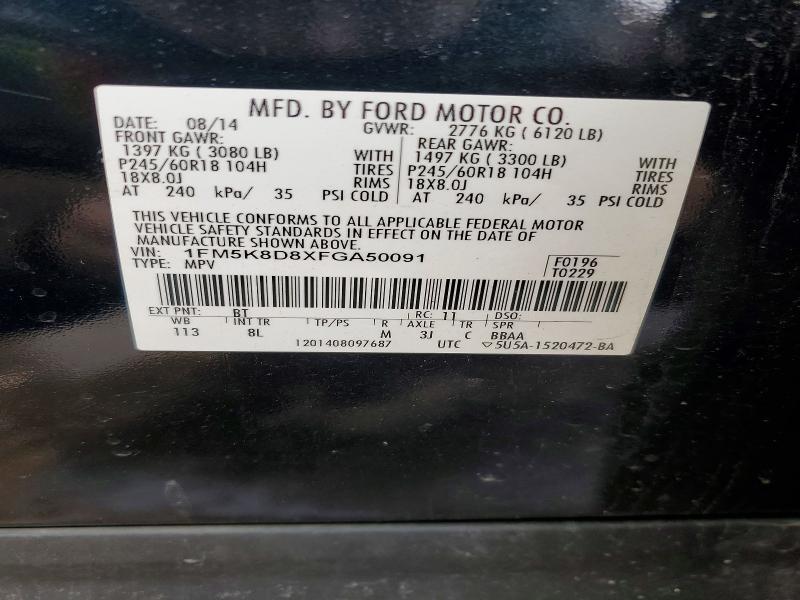 MFD. BY FORD MOTOR CO.
DATE: 08/14 GVWR: 2776 KG ( 6120 LB)
FRONT GAWR: REAR GAWR:
1397 KG ( 3080 LB) WITH 1497 KG ( 3300 LB) WITH
P245/60R18 104H TIRES P245/60R18 104H TIRES
18X8.0J RIMS 18X8.0J RIMS
AT 240 kPa/ 35 PSI COLD AT 240 kPa/ 35 PSI COLD
THIS VEHICLE CONFORMS TO ALL APPLICABLE FEDERAL MOTOR
VEHICLE SAFETY STANDARDS IN EFFECT ON THE DATE OF
MANUFACTURE SHOWN ABOVE.
VIN: 1FM5K8D8XFGA50091 F0196
TYPE: MPV T0229
EXT PNT: BT RC: 11 DSO:
WB INT TR TP/PS R AXLE TR SPR
113 8L M 3J C BBAA
1201408097687 UTC 5U5A-1520472-BA